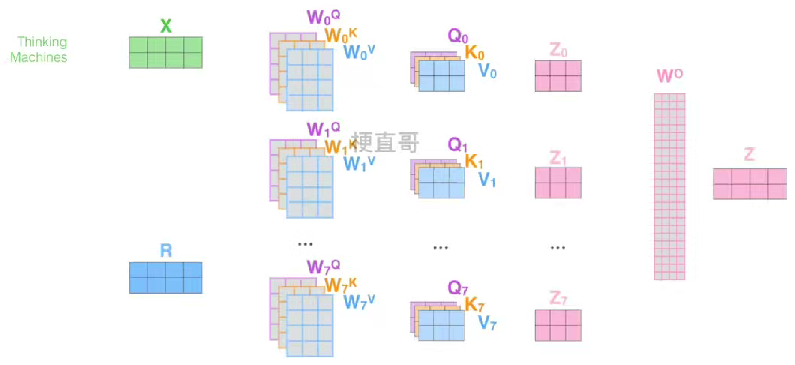 Thinking
Machines
X
W₀Q
W₀K
W₀V
Q₀
K₀
V₀
Z₀
W₁Q
W₁K
W₁V
梗直哥
Q₁
K₁
V₁
Z₁
WO
Z
...
...
...
R
W₇Q
W₇K
W₇V
Q₇
K₇
V₇
Z₇